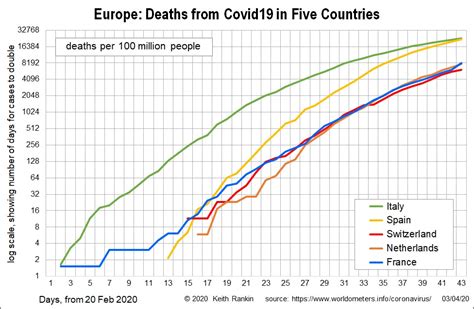 Europe: Deaths from Covid19 in Five Countries
deaths per 100 million people
log scale, showing number of days for cases to double
32768
16384
8192
4096
2048
1024
512
256
128
64
32
16
8
4
2
1
Italy
Spain
Switzerland
Netherlands
France
1 3 5 7 9 11 13 15 17 19 21 23 25 27 29 31 33 35 37 39 41 43
Days, from 20 Feb 2020
© 2020 Keith Rankin source: https://www.worldometers.info/coronavirus/ 03/04/20